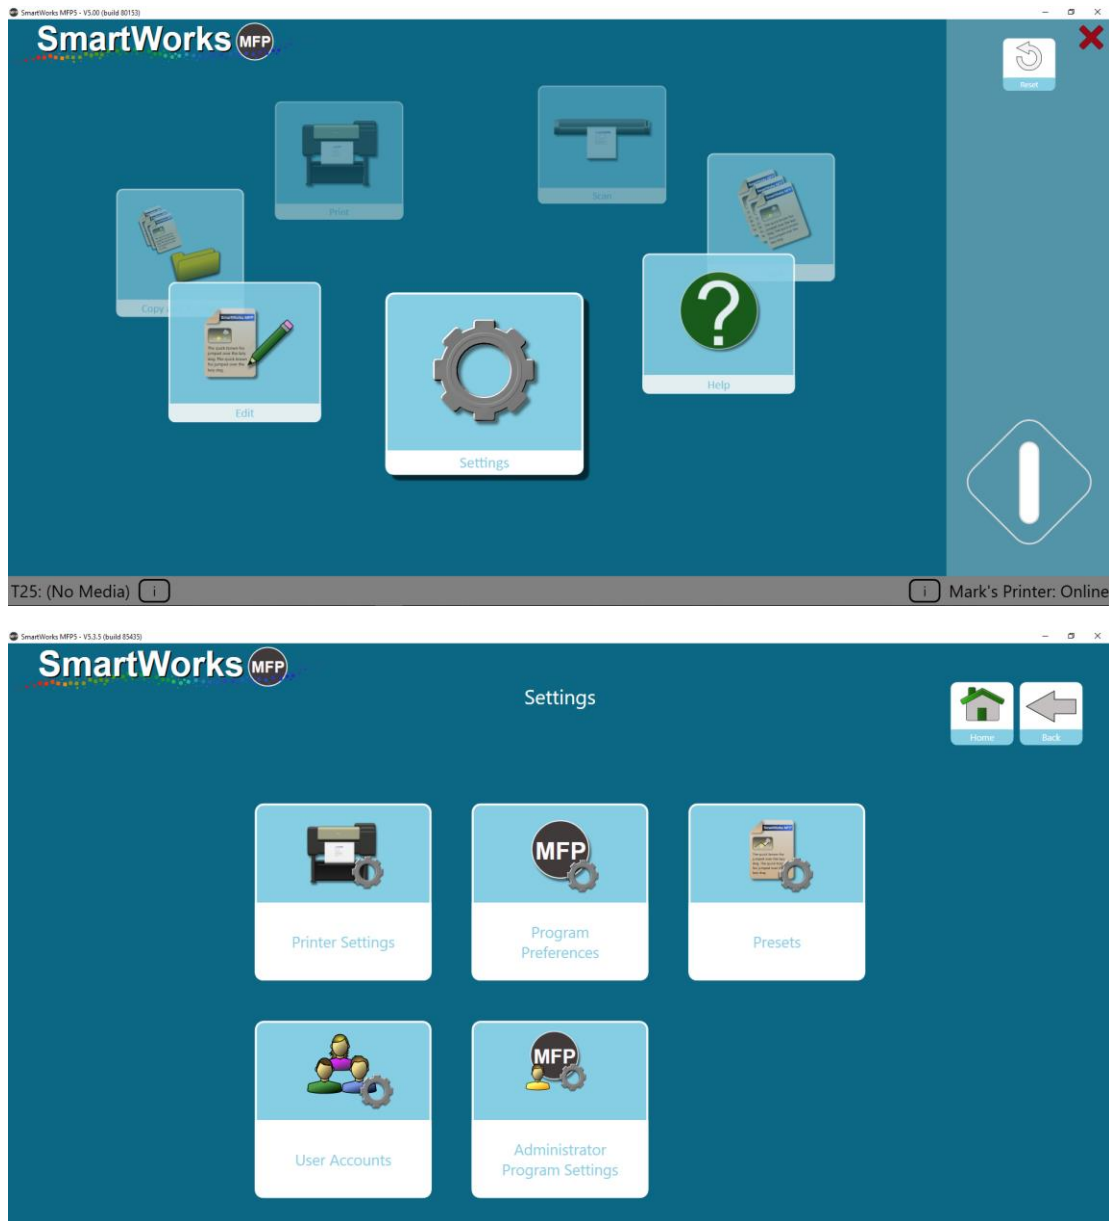 SmartWorks MFP5 - V5.00 (build 80153)
SmartWorks MFP
Reset
Print
Scan
Copy
Edit
Settings
Help
T25: (No Media) i
i Mark's Printer: Online
SmartWorks MFP5 - V5.3.5 (build 85435)
SmartWorks MFP
Settings
Home
Back
MFP
Printer Settings
Program
Preferences
Presets
MFP
User Accounts
Administrator
Program Settings